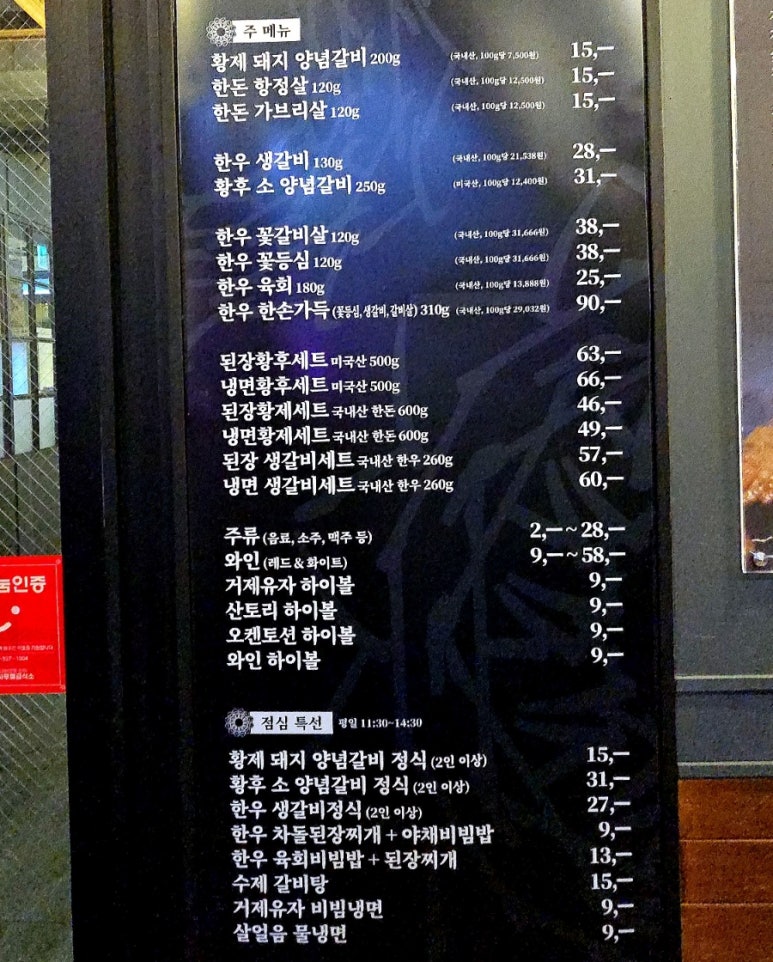 주 메뉴
황제 돼지 양념갈비 200g (국내산, 100g당 7,500원) 15,—
한돈 항정살 120g (국내산, 100g당 12,500원) 15,—
한돈 가브리살 120g (국내산, 100g당 12,500원) 15,—
한우 생갈비 130g (국내산, 100g당 21,538원) 28,—
황후 소 양념갈비 250g (미국산, 100g당 12,400원) 31,—
한우 꽃갈비살 120g (국내산, 100g당 31,666원) 38,—
한우 꽃등심 120g (국내산, 100g당 31,666원) 38,—
한우 육회 180g (국내산, 100g당 13,888원) 25,—
한우 한손가득 (꽃등심, 생갈비, 갈비살) 310g (국내산, 100g당 29,032원) 90,—
된장황후세트 미국산 500g 63,—
냉면황후세트 미국산 500g 66,—
된장황제세트 국내산 한돈 600g 46,—
냉면황제세트 국내산 한돈 600g 49,—
된장 생갈비세트 국내산 한우 260g 57,—
냉면 생갈비세트 국내산 한우 260g 60,—
주류 (음료, 소주, 맥주 등) 2,—~28,—
와인 (레드 & 화이트) 9,—~58,—
거제유자 하이볼 9,—
산토리 하이볼 9,—
오켄토션 하이볼 9,—
와인 하이볼 9,—
점심 특선 평일 11:30~14:30
황제 돼지 양념갈비 정식 (2인 이상) 15,—
황후 소 양념갈비 정식 (2인 이상) 31,—
한우 생갈비정식 (2인 이상) 27,—
한우 차돌된장찌개 + 야채비빔밥 9,—
한우 육회비빔밥 + 된장찌개 13,—
수제 갈비탕 15,—
거제유자 비빔냉면 9,—
살얼음 물냉면 9,—
인증